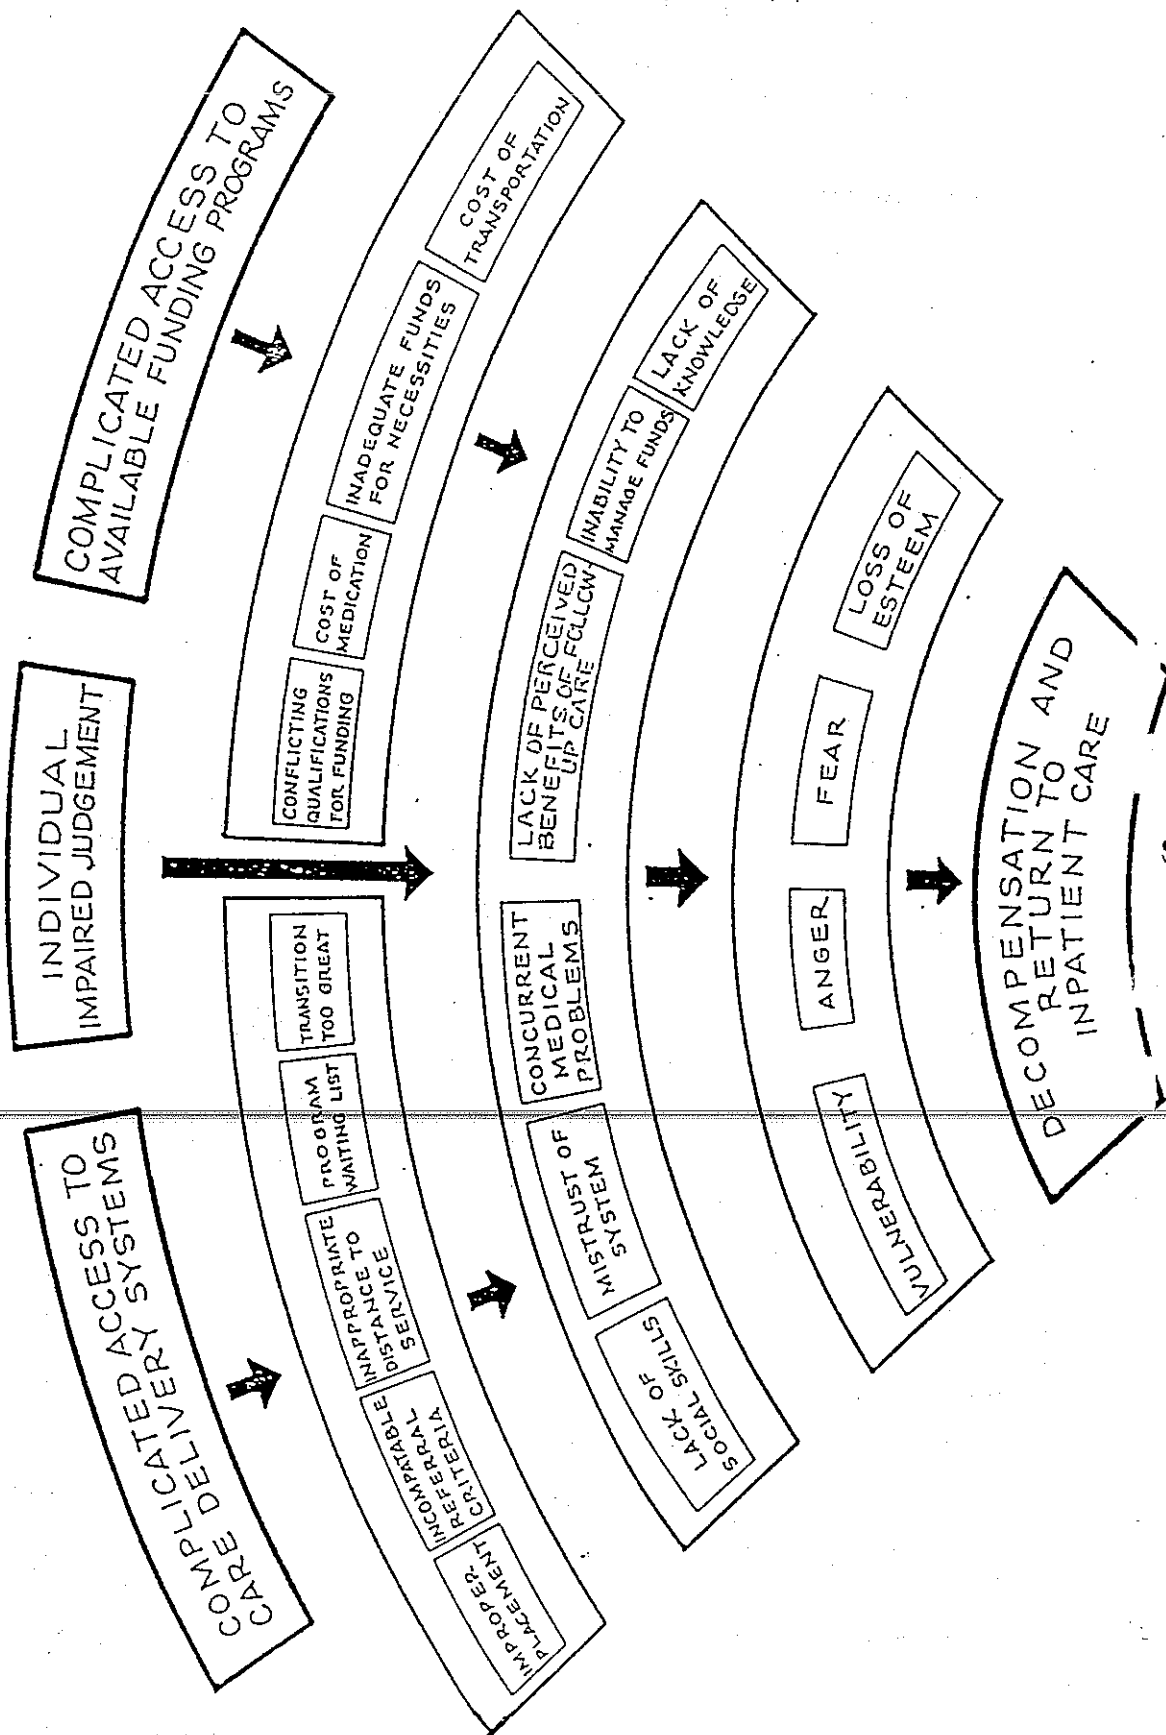 COMPLICATED ACCESS TO
CARE DELIVERY SYSTEMS
INDIVIDUAL
IMPAIRED JUDGEMENT
COMPLICATED ACCESS TO
AVAILABLE FUNDING PROGRAMS
IMPROPER
PLACEMENT
INCOMPATABLE
REFERRAL
CRITERIA
INAPPROPRIATE
DISTANCE TO
SERVICE
PROGRAM
WAITING LIST
TRANSITION
TOO GREAT
CONFLICTING
QUALIFICATIONS
FOR FUNDING
COST OF
MEDICATION
INADEQUATE FUNDS
FOR NECESSITIES
COST OF
TRANSPORTATION
LACK OF
SOCIAL SKILLS
MISTRUST OF
SYSTEM
CONCURRENT
MEDICAL
PROBLEMS
LACK OF PERCEIVED
BENEFITS OF FOLLOW-
UP CARE
INABILITY TO
MANAGE FUNDS
LACK OF
KNOWLEDGE
VULNERABILITY
ANGER
FEAR
LOSS OF
ESTEEM
DECOMPENSATION AND
RETURN TO
INPATIENT CARE